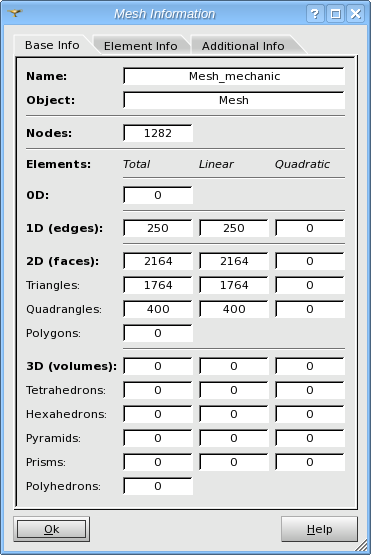 Mesh Information
Base Info Element Info Additional Info
Name: Mesh_mechanic
Object: Mesh
Nodes: 1282
Elements: Total Linear Quadratic
0D: 0
1D (edges): 250 250 0
2D (faces): 2164 2164 0
Triangles: 1764 1764 0
Quadrangles: 400 400 0
Polygons: 0
3D (volumes): 0 0 0
Tetrahedrons: 0 0 0
Hexahedrons: 0 0 0
Pyramids: 0 0 0
Prisms: 0 0 0
Polyhedrons: 0
Ok Help